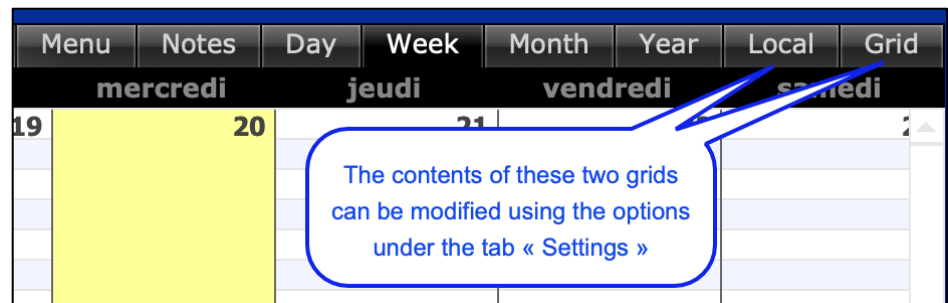 Menu Notes Day Week Month Year Local Grid
mercredi jeudi vendredi samedi
19 20 21
The contents of these two grids
can be modified using the options
under the tab « Settings »